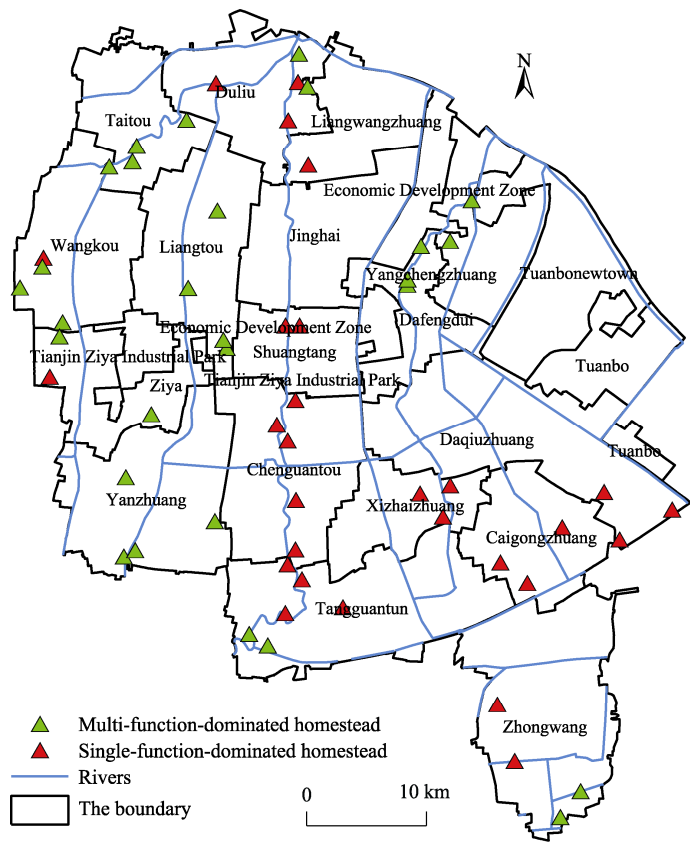 N
Duliu
Taitou
Liangwangzhuang
Economic Development Zone
Jinghai
Wangkou
Liangtou
Yangchengzhuang
Tuanbonewtown
Dafengdui
Economic Development Zone
Tianjin Ziya Industrial Park
Shuangtang
Tuanbo
Ziya
Tianjin Ziya Industrial Park
Daqiuzhuang
Tuanbo
Chenguantou
Yanzhuang
Xizhaizhuang
Caigongzhuang
Tangguantun
Zhongwang
Multi-function-dominated homestead
Single-function-dominated homestead
Rivers
The boundary
0 10 km